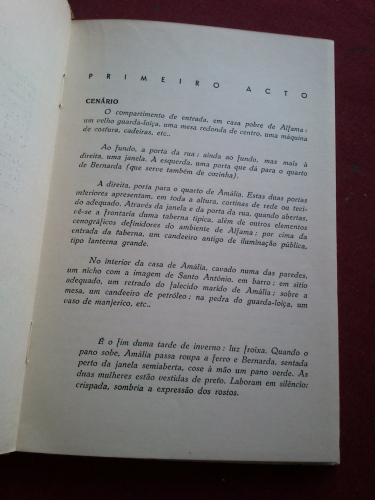 PRIMEIRO ACTO
CENÁRIO
O compartimento de entrada, em casa pobre de Alfama:
um velho guarda-loiça, uma mesa redonda de centro, uma máquina
de costura, cadeiras, etc..
Ao fundo, a porta da rua: ainda ao fundo, mas mais à
direita, uma janela. À esquerda, uma porta que dá para o quarto
de Bernarda (que serve também de cozinha).
À direita, porta para o quarto de Amália. Estas duas portas
interiores apresentam, em toda a altura, cortinas de rede ou teci-
do adequado. Através da janela e da porta da rua, quando abertas,
vê-se a frontaria duma taberna típica, além de outros elementos
cenográficos definidores do ambiente de Alfama: por cima da
entrada da taberna, um candeeiro antigo de iluminação pública,
tipo lanterna grande.
No interior da casa de Amália, cavado numa das paredes,
um nicho com a imagem de Santo António, em barro: em sítio
adequado, um retrado do falecido marido de Amália: sobre a
mesa, um candeeiro de petróleo: na pedra do guarda-loiça, um
vaso de manjerico, etc..
É o fim duma tarde de inverno: luz froixa. Quando o
pano sobe, Amália passa roupa a ferro e Bernarda, sentada
perto da janela semiaberta, cose à mão um pano verde. As
duas mulheres estão vestidas de preto. Laboram em silêncio:
crispada, sombria a expressão dos rostos.